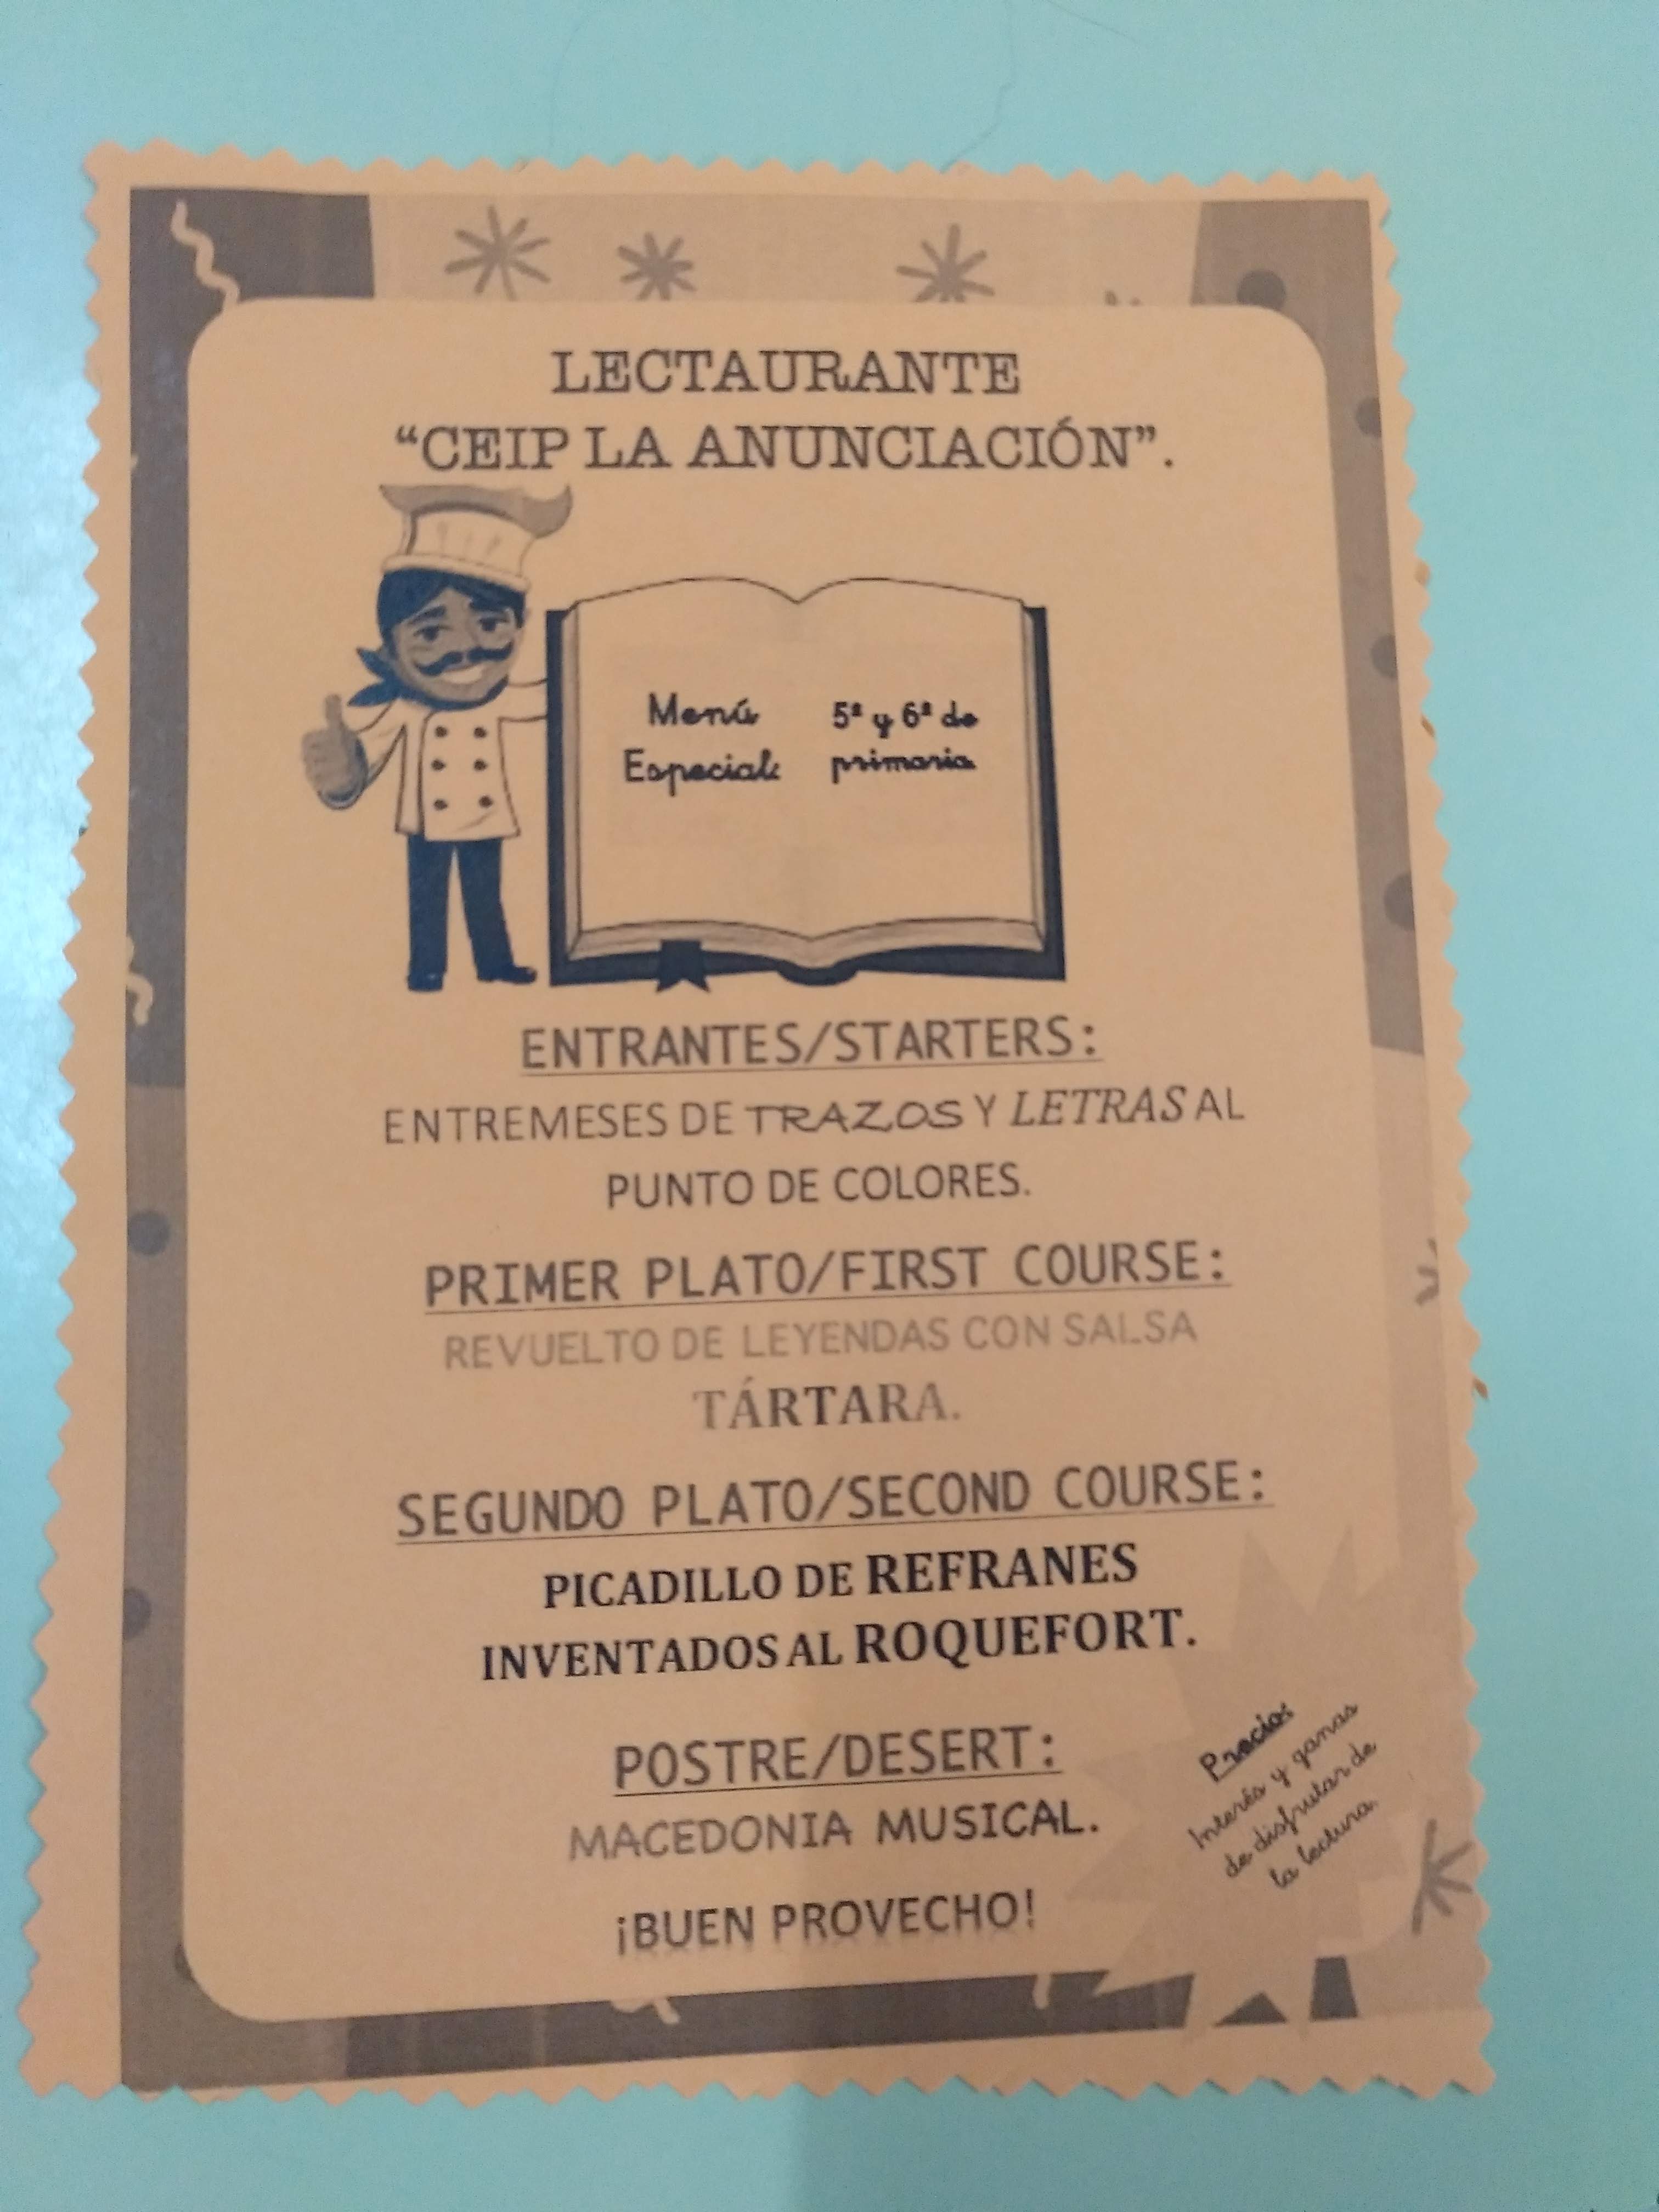 LECTAURANTE
“CEIP LA ANUNCIACIÓN”.
Menú
Especial:
5º y 6º de
primaria
ENTRANTES/STARTERS:
ENTREMESES DE TRAZOS Y LETRAS AL
PUNTO DE COLORES.
PRIMER PLATO/FIRST COURSE:
REVUELTO DE LEYENDAS CON SALSA
TÁRTARA.
SEGUNDO PLATO/SECOND COURSE:
PICADILLO DE REFRANES
INVENTADOS AL ROQUEFORT.
POSTRE/DESERT:
MACEDONIA MUSICAL.
¡BUEN PROVECHO!
Precio:
Interés y ganas
de disfrutar de
la lectura.